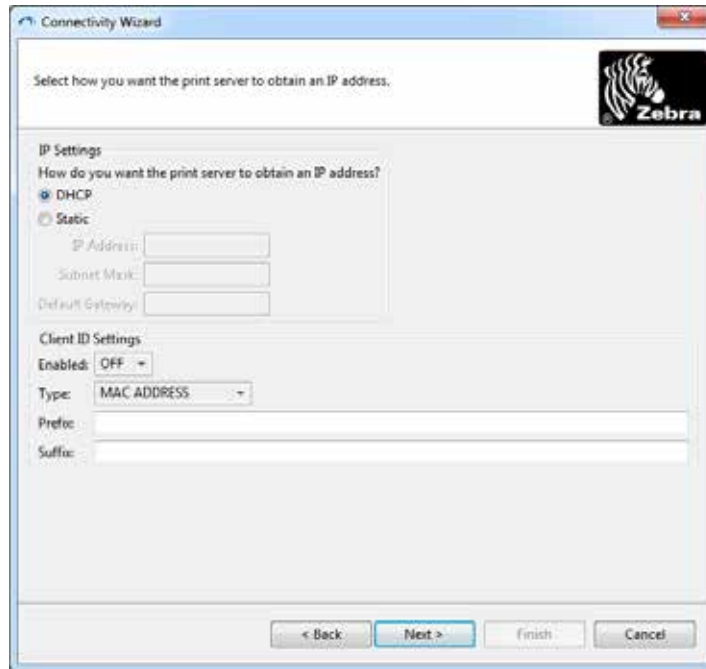 Connectivity Wizard
Select how you want the print server to obtain an IP address.
® Zebra
IP Settings
How do you want the print server to obtain an IP address?
DHCP
Static
IP Address:
Subnet Mask:
Default Gateway:
Client ID Settings
Enabled: OFF
Type: MAC ADDRESS
Prefix:
Suffix:
< Back Next > Finish Cancel